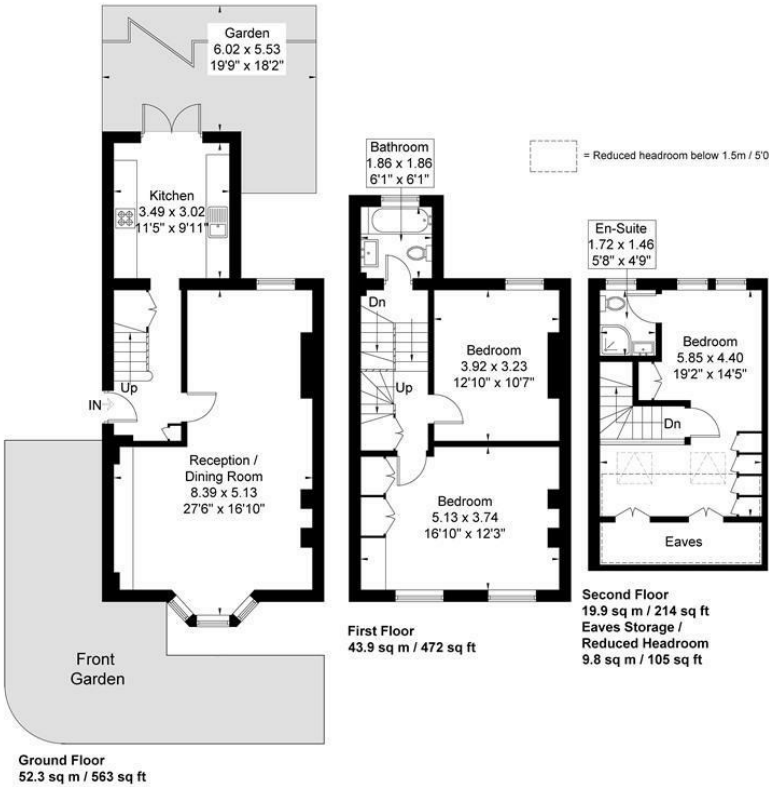 Garden
6.02 x 5.53
19'9" x 18'2"
Kitchen
3.49 x 3.02
11'5" x 9'11"
Up
IN
Reception /
Dining Room
8.39 x 5.13
27'6" x 16'10"
Front
Garden
Ground Floor
52.3 sq m / 563 sq ft
Bathroom
1.86 x 1.86
6'1" x 6'1"
Dn
Up
Bedroom
3.92 x 3.23
12'10" x 10'7"
Bedroom
5.13 x 3.74
16'10" x 12'3"
First Floor
43.9 sq m / 472 sq ft
= Reduced headroom below 1.5m / 5'0
En-Suite
1.72 x 1.46
5'8" x 4'9"
Bedroom
5.85 x 4.40
19'2" x 14'5"
Dn
Eaves
Second Floor
19.9 sq m / 214 sq ft
Eaves Storage /
Reduced Headroom
9.8 sq m / 105 sq ft